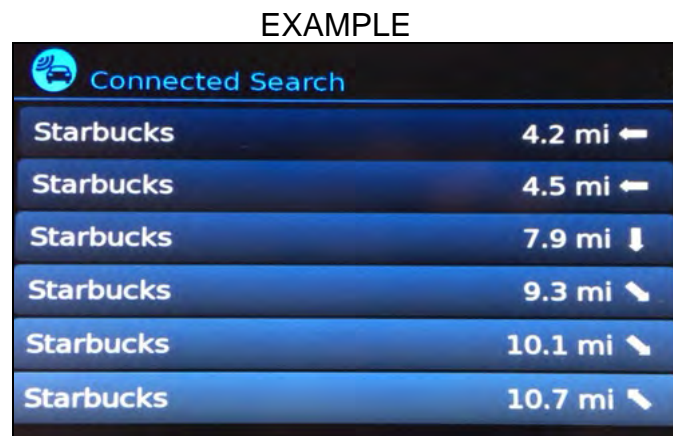 EXAMPLE
Connected Search
Starbucks 4.2 mi
Starbucks 4.5 mi
Starbucks 7.9 mi
Starbucks 9.3 mi
Starbucks 10.1 mi
Starbucks 10.7 mi